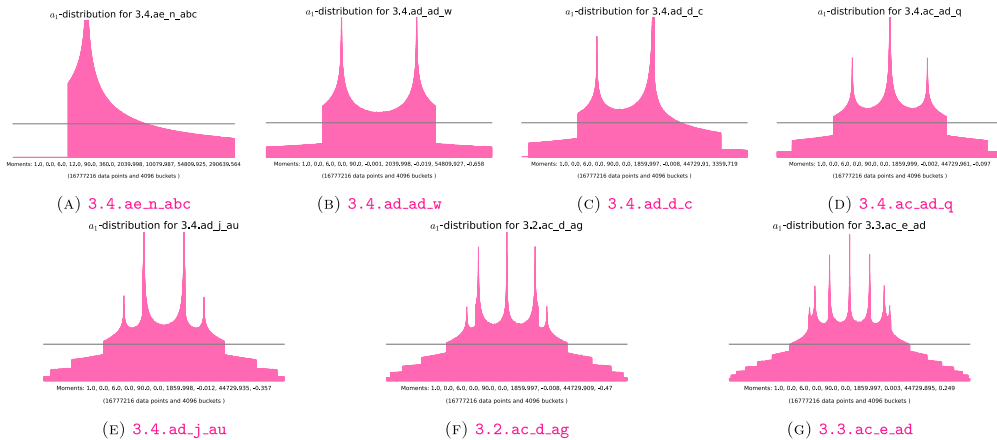 a₁-distribution for 3.4.ae_n_abc
Moments: 1.0, 0.0, 6.0, 12.0, 90.0, 360.0, 2039.998, 10079.987, 54809.925, 290639.564
(16777216 data points and 4096 buckets )
(A) 3.4.ae_n_abc
a₁-distribution for 3.4.ad_ad_w
Moments: 1.0, 0.0, 6.0, 0.0, 90.0, -0.001, 2039.998, -0.019, 54809.927, -0.658
(16777216 data points and 4096 buckets )
(B) 3.4.ad_ad_w
a₁-distribution for 3.4.ad_d_c
Moments: 1.0, 0.0, 6.0, 0.0, 90.0, 0.0, 1859.997, -0.008, 44729.91, 3359.719
(16777216 data points and 4096 buckets )
(C) 3.4.ad_d_c
a₁-distribution for 3.4.ac_ad_q
Moments: 1.0, 0.0, 6.0, 0.0, 90.0, 0.0, 1859.999, -0.002, 44729.961, -0.097
(16777216 data points and 4096 buckets )
(D) 3.4.ac_ad_q
a₁-distribution for 3.4.ad_j_au
Moments: 1.0, 0.0, 6.0, 0.0, 90.0, 0.0, 1859.998, -0.012, 44729.935, -0.357
(16777216 data points and 4096 buckets )
(E) 3.4.ad_j_au
a₁-distribution for 3.2.ac_d_ag
Moments: 1.0, 0.0, 6.0, 0.0, 90.0, 0.0, 1859.997, -0.008, 44729.909, -0.47
(16777216 data points and 4096 buckets )
(F) 3.2.ac_d_ag
a₁-distribution for 3.3.ac_e_ad
Moments: 1.0, 0.0, 6.0, 0.0, 90.0, 0.0, 1859.997, 0.003, 44729.895, 0.249
(16777216 data points and 4096 buckets )
(G) 3.3.ac_e_ad